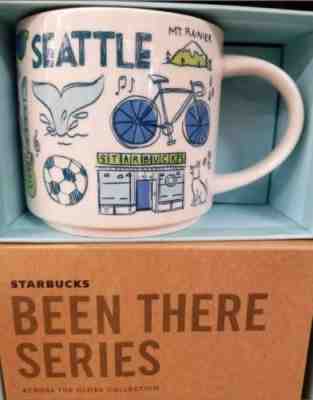 SEATTLE
MT. RAINIER
STARBUCKS
STARBUCKS
BEEN THERE
SERIES
ACROSS THE GLOBE COLLECTION